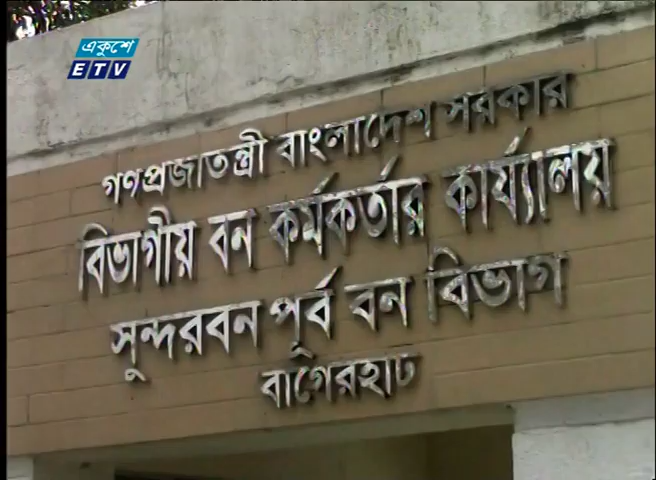 একুশে
ETV
গণপ্রজাতন্ত্রী বাংলাদেশ সরকার
বিভাগীয় বন কর্মকর্তার কার্য্যালয়
সুন্দরবন পূর্ব বন বিভাগ
বাগেরহাট